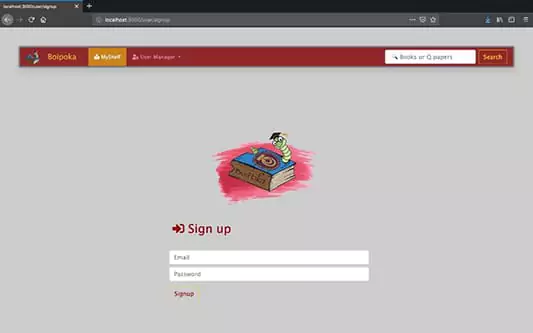 localhost:3000/user/signup
localhost:3000/user/signup
Boipoka
MyShelf
User Manager
Books or Q papers
Search
Sign up
Email
Password
Signup